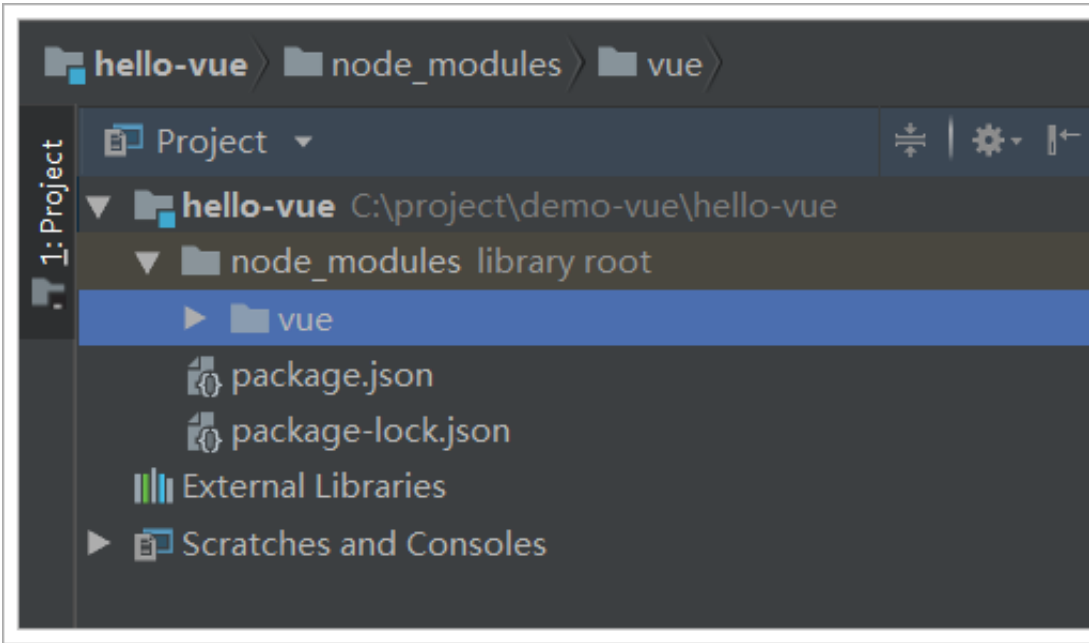 hello-vue node_modules vue
1: Project
Project
hello-vue C:\project\demo-vue\hello-vue
node_modules library root
vue
package.json
package-lock.json
External Libraries
Scratches and Consoles